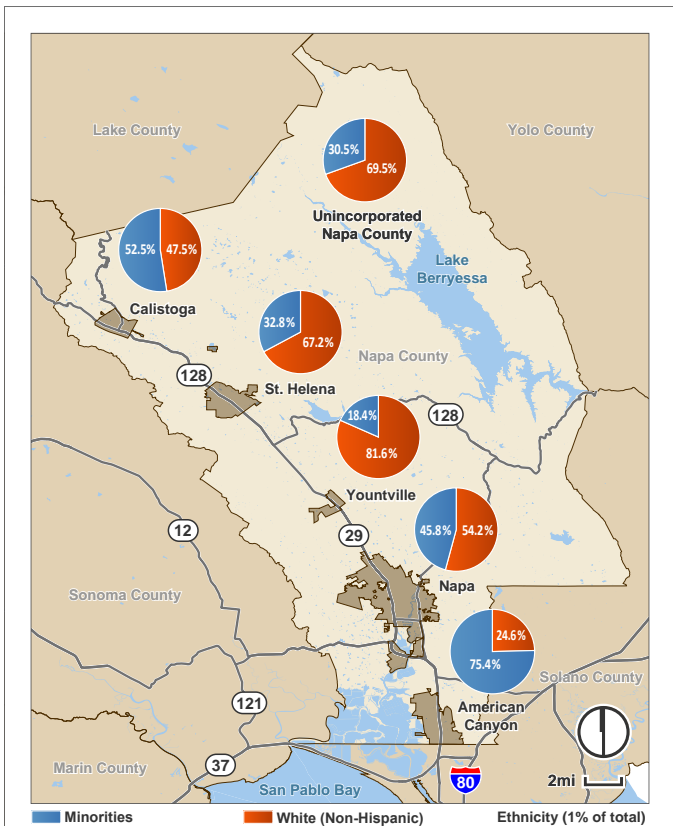 Lake County
Yolo County
30.5%
69.5%
Unincorporated
Napa County
52.5%
47.5%
Calistoga
Lake
Berryessa
32.8%
67.2%
Napa County
St. Helena
128
128
18.4%
81.6%
Yountville
45.8%
54.2%
12
29
Napa
Sonoma County
24.6%
75.4%
Solano County
American
Canyon
121
37
Marin County
San Pablo Bay
80
2mi
Minorities
White (Non-Hispanic)
Ethnicity (1% of total)